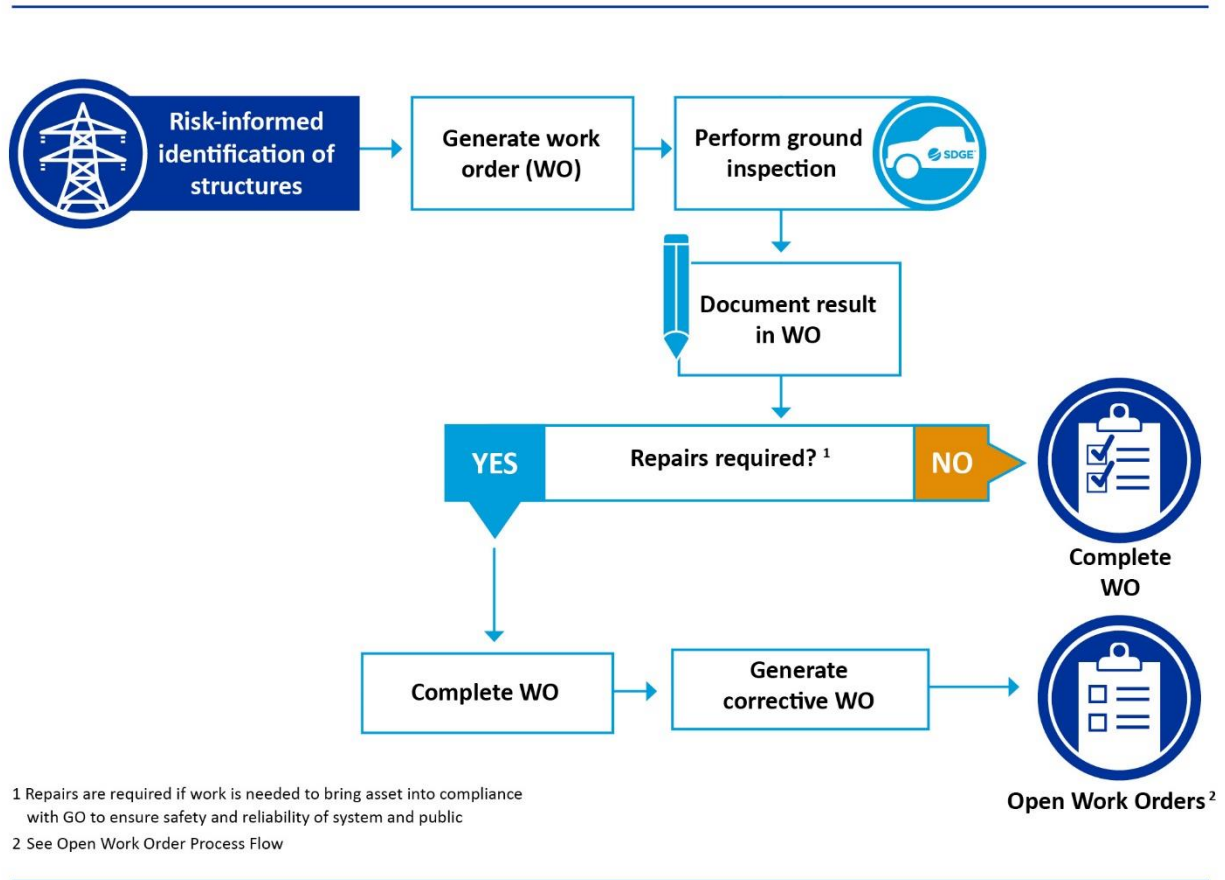 Risk-informed
identification of
structures
Generate work
order (WO)
Perform ground
inspection
SDGE
Document result
in WO
YES
Repairs required? 1
NO
Complete
WO
Complete WO
Generate
corrective WO
Open Work Orders 2
1 Repairs are required if work is needed to bring asset into compliance
with GO to ensure safety and reliability of system and public
2 See Open Work Order Process Flow